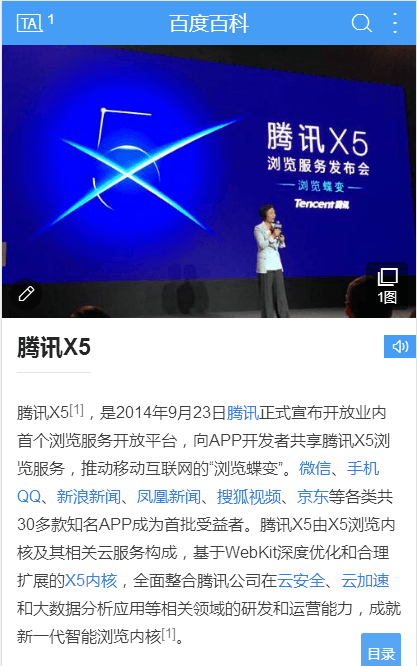 TA 1
百度百科
腾讯X5
浏览服务发布会
浏览蝶变
Tencent 腾讯
1图
腾讯X5
腾讯X5[1]，是2014年9月23日腾讯正式宣布开放业内
首个浏览服务开放平台，向APP开发者共享腾讯X5浏
览服务，推动移动互联网的“浏览蝶变”。微信、手机
QQ、新浪新闻、凤凰新闻、搜狐视频、京东等各类共
30多款知名APP成为首批受益者。腾讯X5由X5浏览内
核及其相关云服务构成，基于WebKit深度优化和合理
扩展的X5内核，全面整合腾讯公司在云安全、云加速
和大数据分析应用等相关领域的研发和运营能力，成就
新一代智能浏览内核[1]。
目录